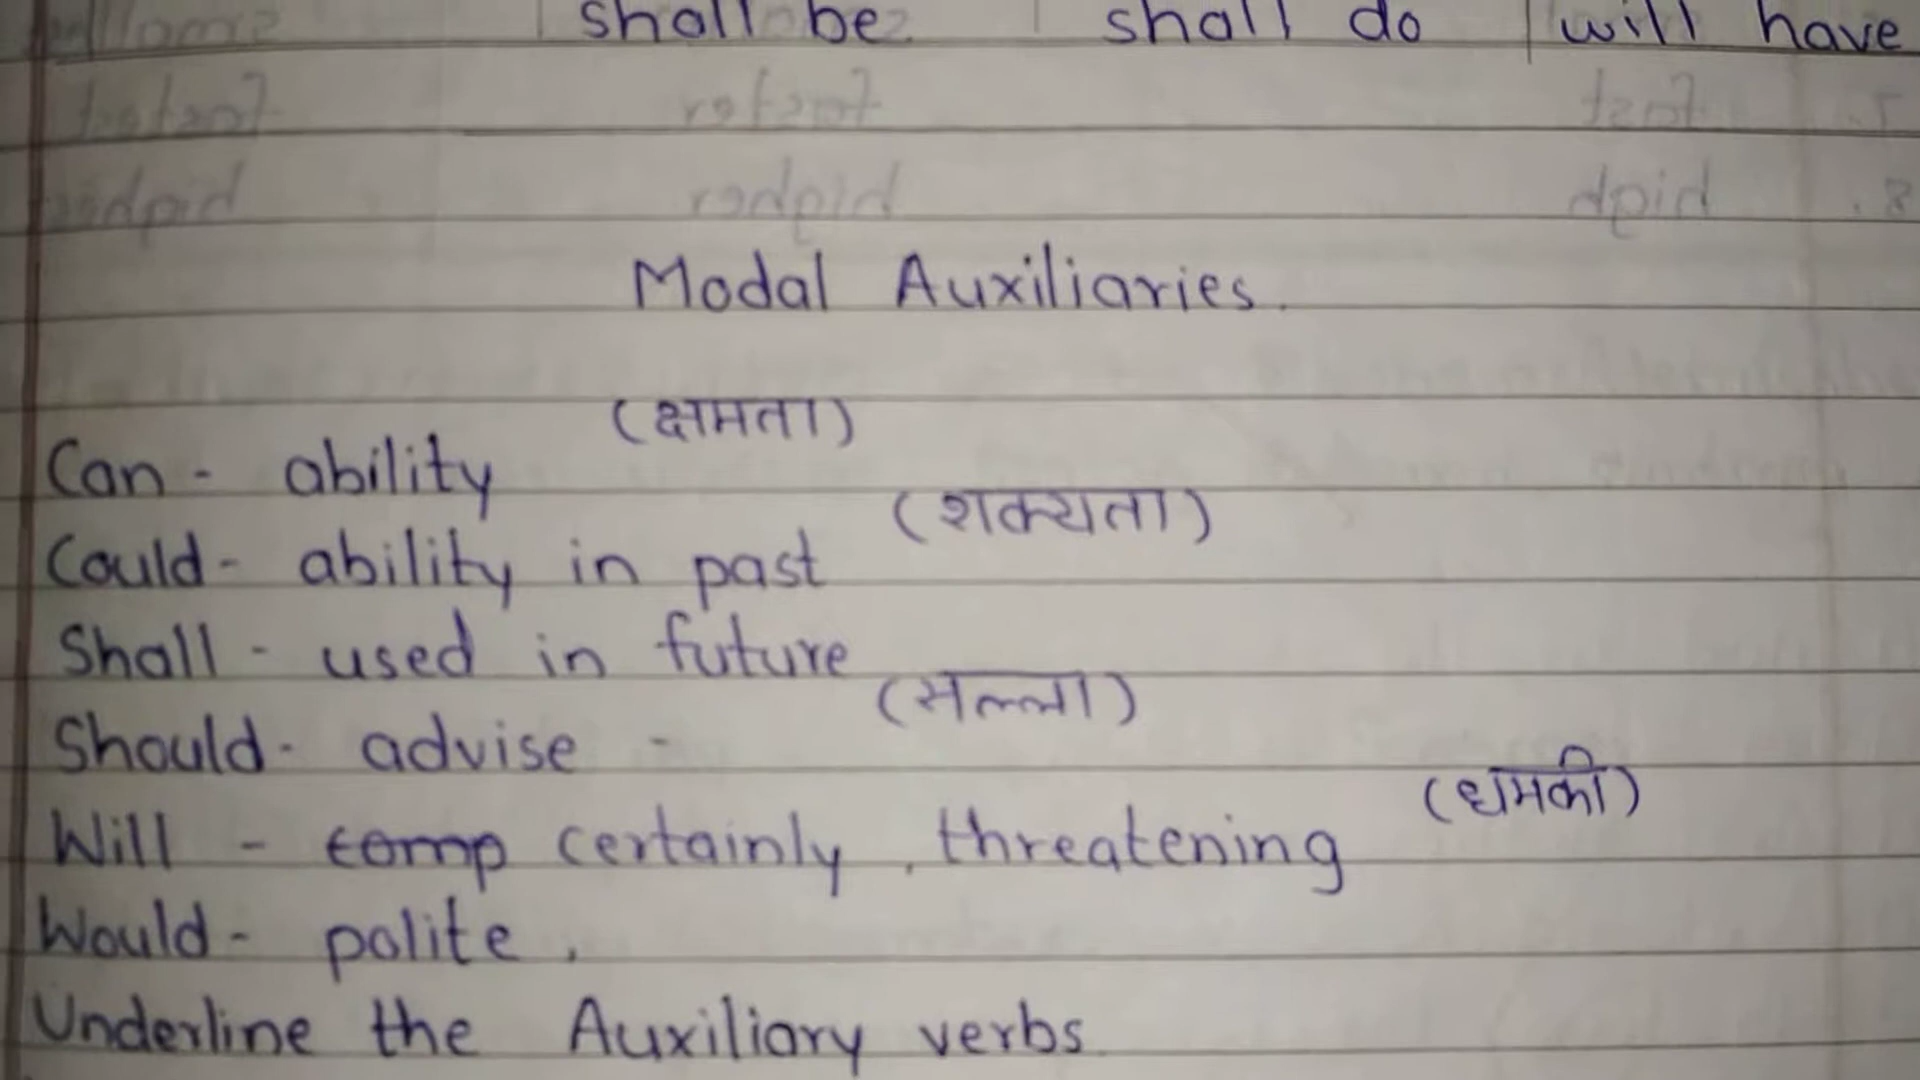 shall be shall do will have
Modal Auxiliaries.
(क्षमता)
Can - ability
(शक्यता)
Could - ability in past
Shall - used in future
(सल्ला)
Should - advise -
(धमकी)
Will - comp certainly, threatening
Would - polite,
Underline the Auxiliary verbs